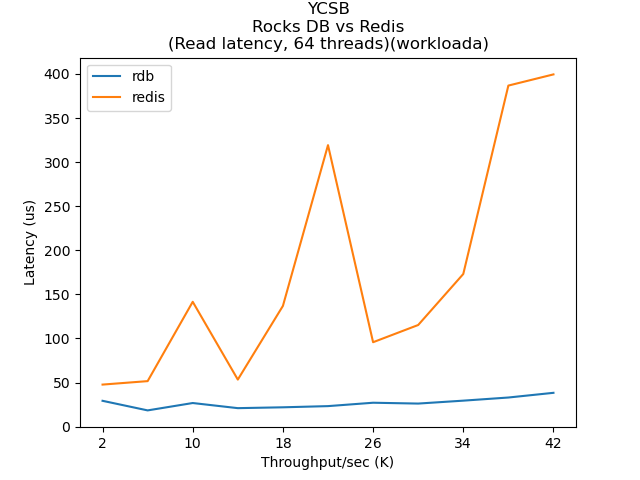 YCSB
Rocks DB vs Redis
(Read latency, 64 threads)(workloada)
rdb
redis
400
350
300
250
200
150
100
50
0
Latency (us)
2 10 18 26 34 42
Throughput/sec (K)